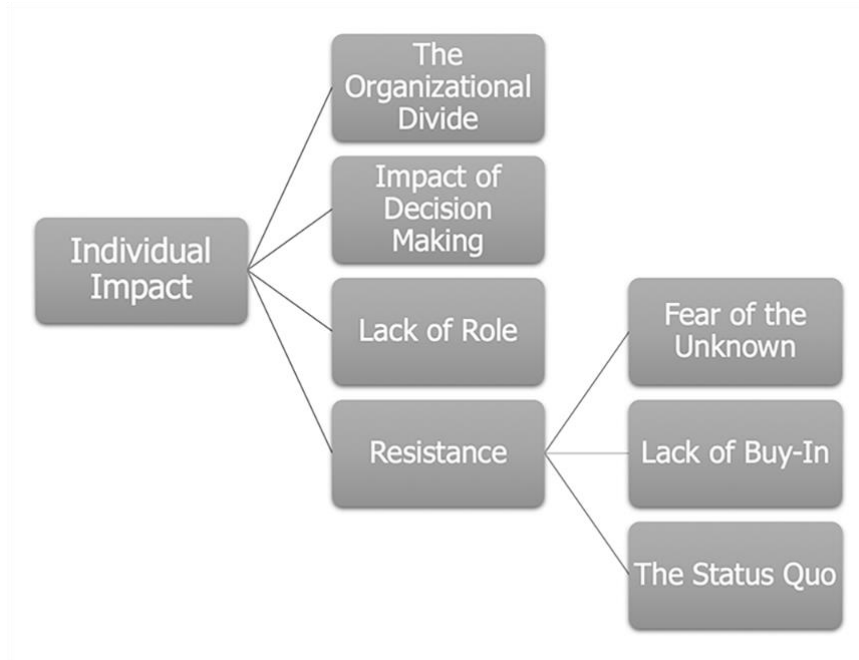 Individual
Impact
The
Organizational
Divide
Impact of
Decision
Making
Lack of Role
Resistance
Fear of the
Unknown
Lack of Buy-In
The Status Quo